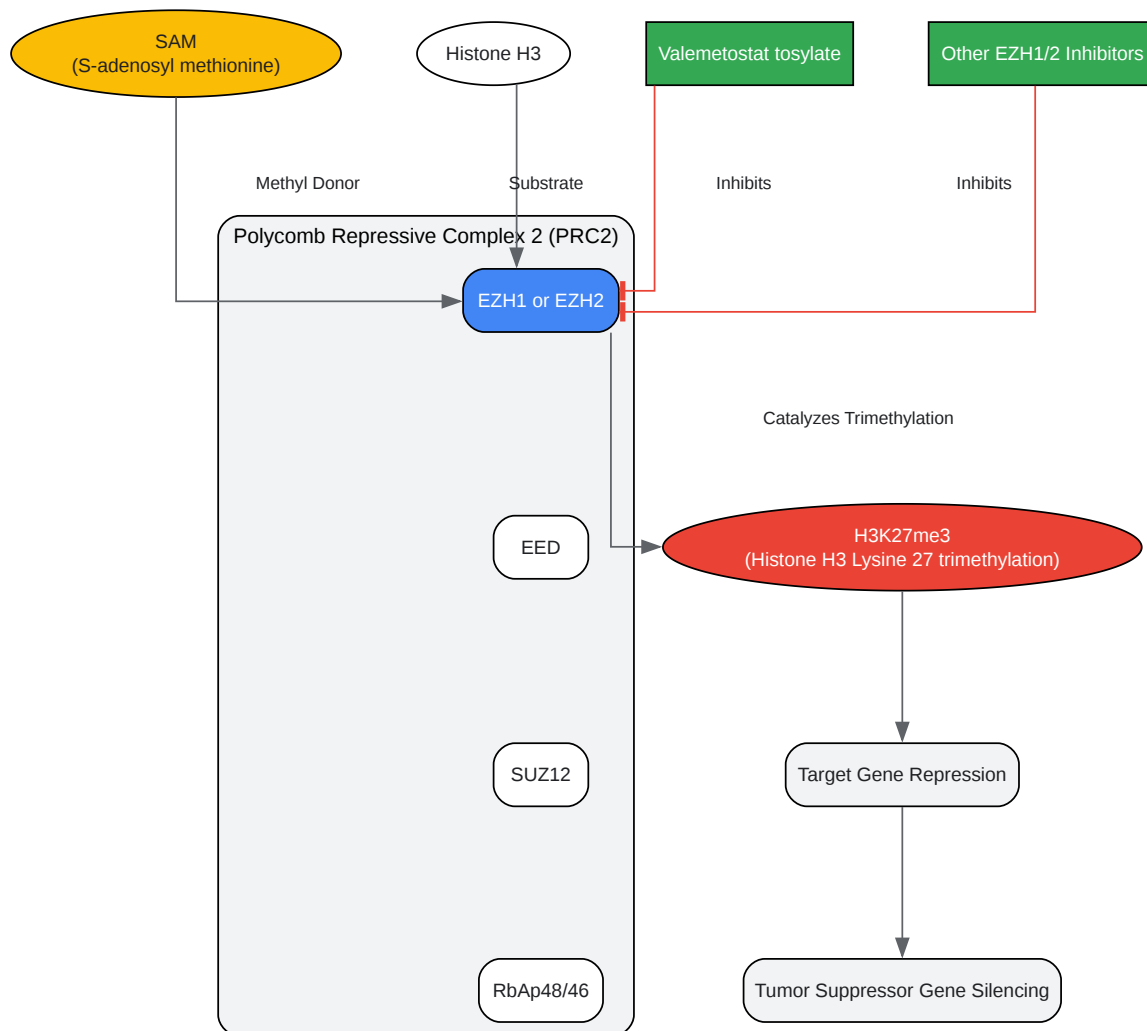 SAM
(S-adenosyl methionine)
Histone H3
Valemetostat tosylate
Other EZH1/2 Inhibitors
Methyl Donor
Substrate
Inhibits
Inhibits
Polycomb Repressive Complex 2 (PRC2)
EZH1 or EZH2
Catalyzes Trimethylation
EED
H3K27me3
(Histone H3 Lysine 27 trimethylation)
SUZ12
Target Gene Repression
RbAp48/46
Tumor Suppressor Gene Silencing